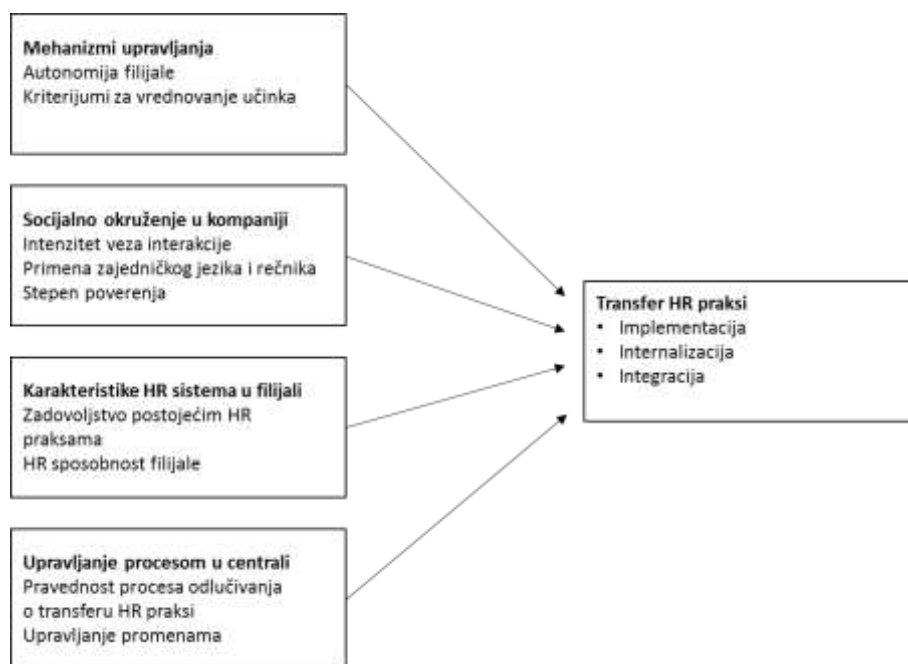 Mehanizmi upravljanja
Autonomija filijale
Kriterijumi za vrednovanje učinka
Socijalno okruženje u kompaniji
Intenzitet veza interakcije
Primena zajedničkog jezika i rečnika
Stepen poverenja
Karakteristike HR sistema u filijali
Zadovoljstvo postojećim HR
praksama
HR sposobnost filijale
Upravljanje procesom u centrali
Pravednost procesa odlučivanja
o transferu HR praksi
Upravljanje promenama
Transfer HR praksi
• Implementacija
• Internalizacija
• Integracija